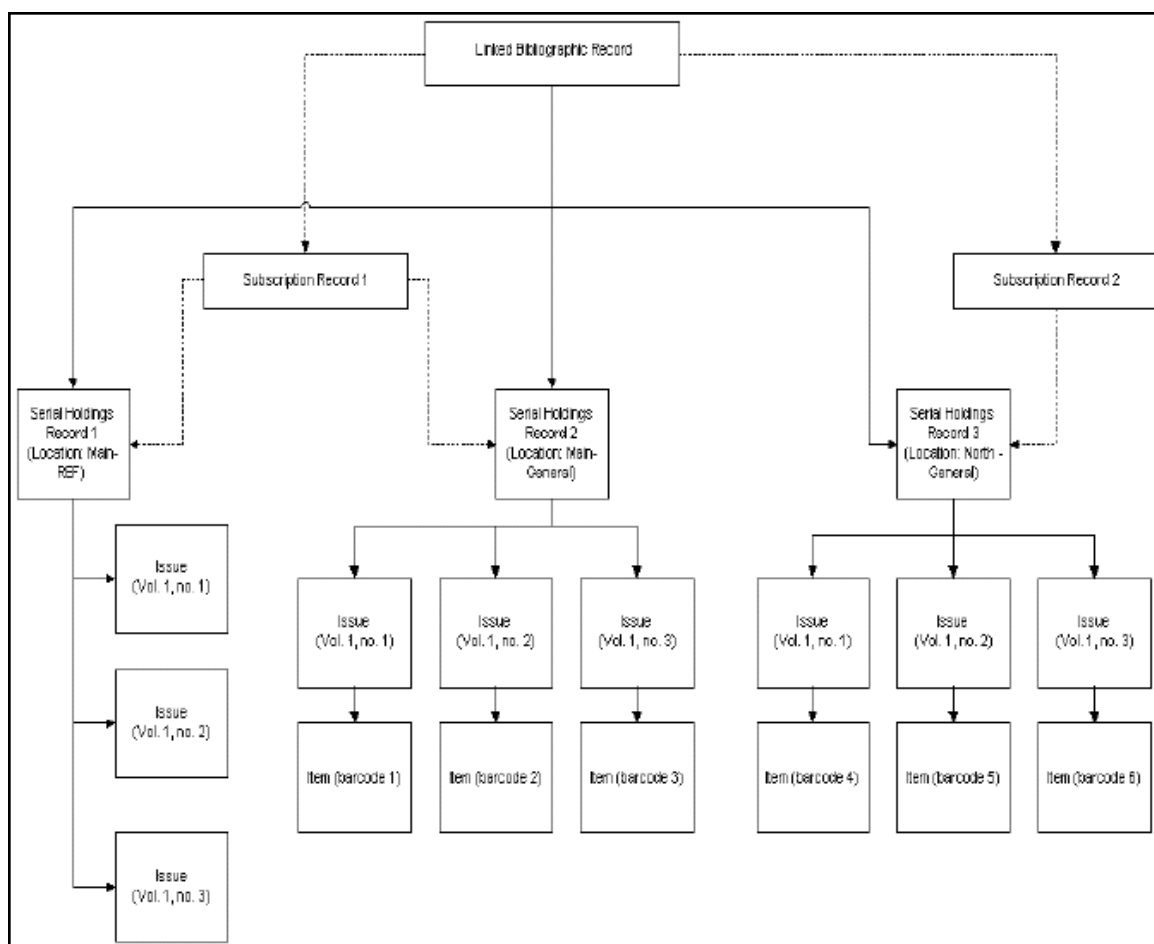 Linked Bibliographic Record
Subscription Record 1
Subscription Record 2
Serial Holdings
Record 1
(Location: Main-
REF)
Serial Holdings
Record 2
(Location: Main-
General)
Serial Holdings
Record 3
(Location: North -
General)
Issue
(Vol. 1, no. 1)
Issue
(Vol. 1, no. 2)
Issue
(Vol. 1, no. 3)
Issue
(Vol. 1, no. 1)
Issue
(Vol. 1, no. 2)
Issue
(Vol. 1, no. 3)
Issue
(Vol. 1, no. 1)
Issue
(Vol. 1, no. 2)
Issue
(Vol. 1, no. 3)
Item (barcode 1)
Item (barcode 2)
Item (barcode 3)
Item (barcode 4)
Item (barcode 5)
Item (barcode 6)